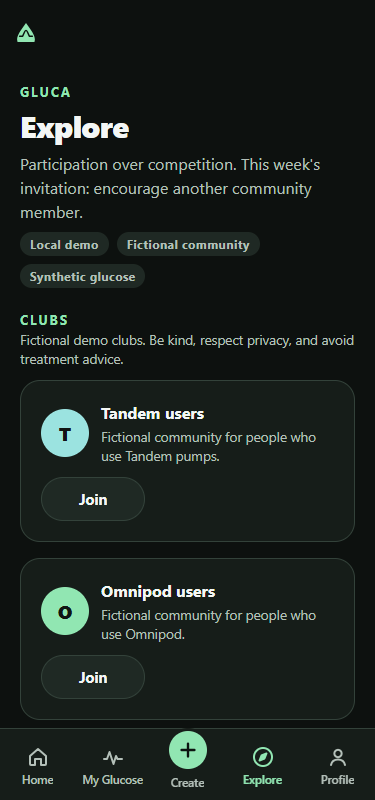 GLUCA
Explore
Participation over competition. This week's
invitation: encourage another community
member.
Local demo
Fictional community
Synthetic glucose
CLUBS
Fictional demo clubs. Be kind, respect privacy, and avoid
treatment advice.
T
Tandem users
Fictional community for people who
use Tandem pumps.
Join
O
Omnipod users
Fictional community for people who
use Omnipod.
Join
Home
My Glucose
Create
Explore
Profile